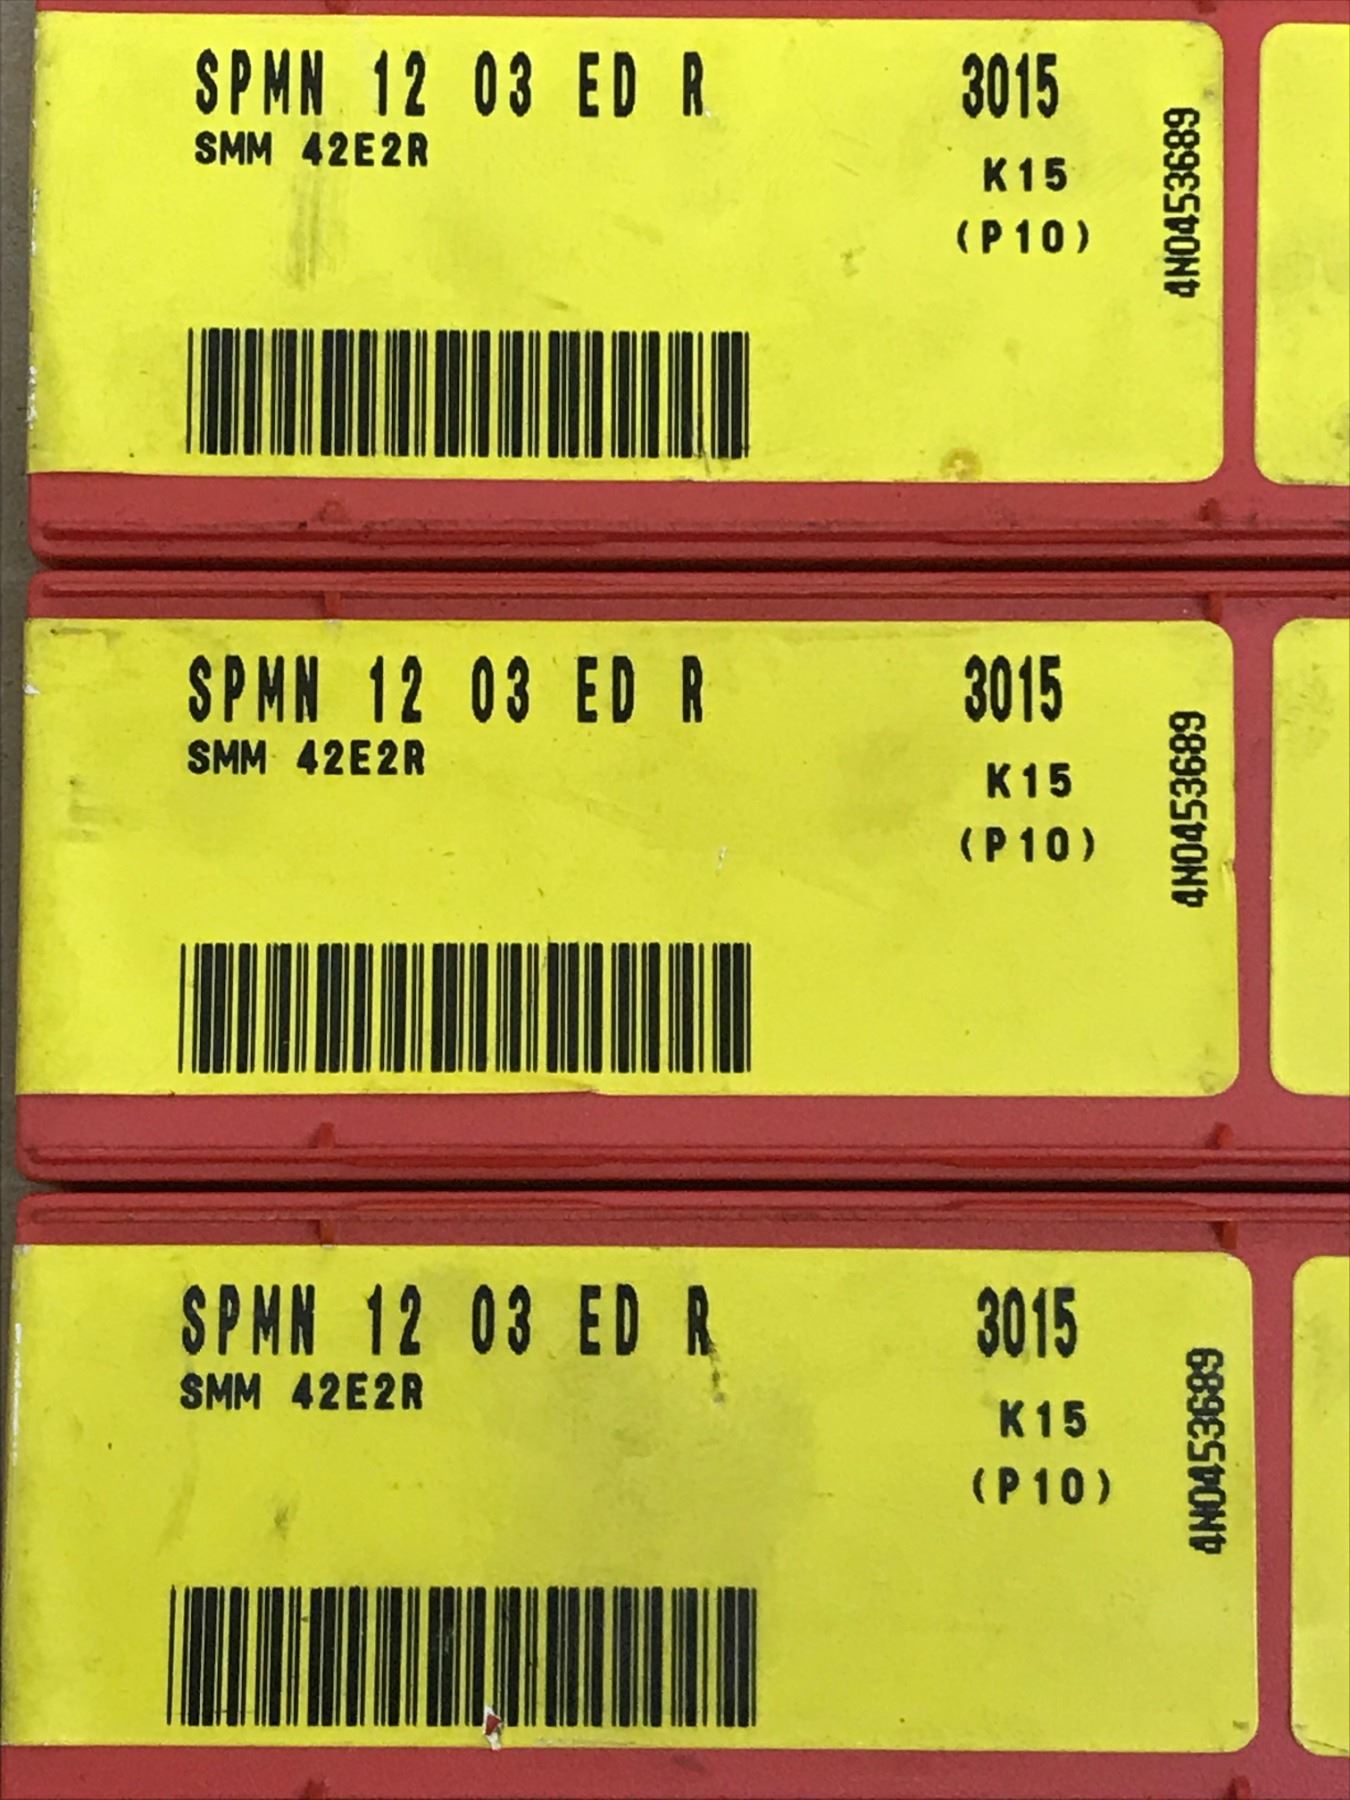 SPMN 12 03 ED R 3015
SMM 42E2R
K15
(P10)
4N0453689
SPMN 12 03 ED R 3015
SMM 42E2R
K15
(P10)
4N0453689
SPMN 12 03 ED R 3015
SMM 42E2R
K15
(P10)
4N0453689